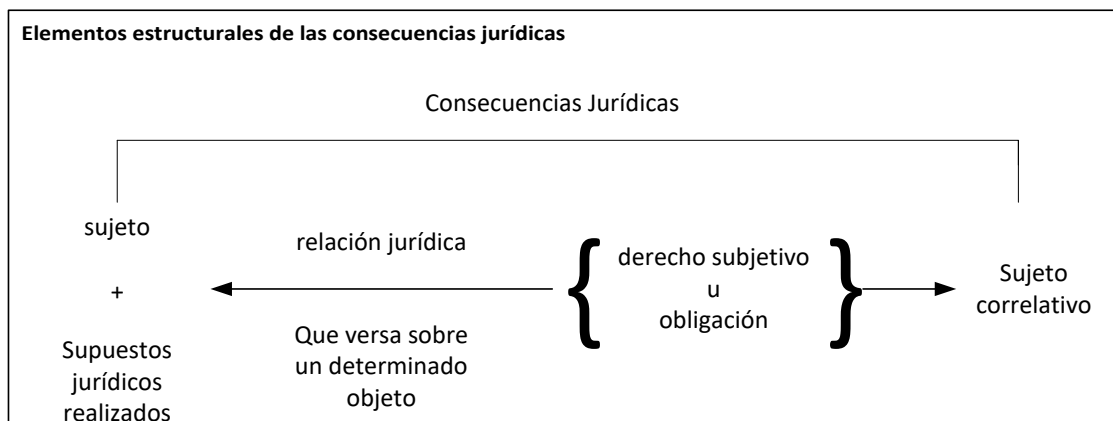 Elementos estructurales de las consecuencias jurídicas
Consecuencias Jurídicas
sujeto
+
Supuestos
jurídicos
realizados
relación jurídica
Que versa sobre
un determinado
objeto
{ derecho subjetivo
u
obligación }
Sujeto
correlativo